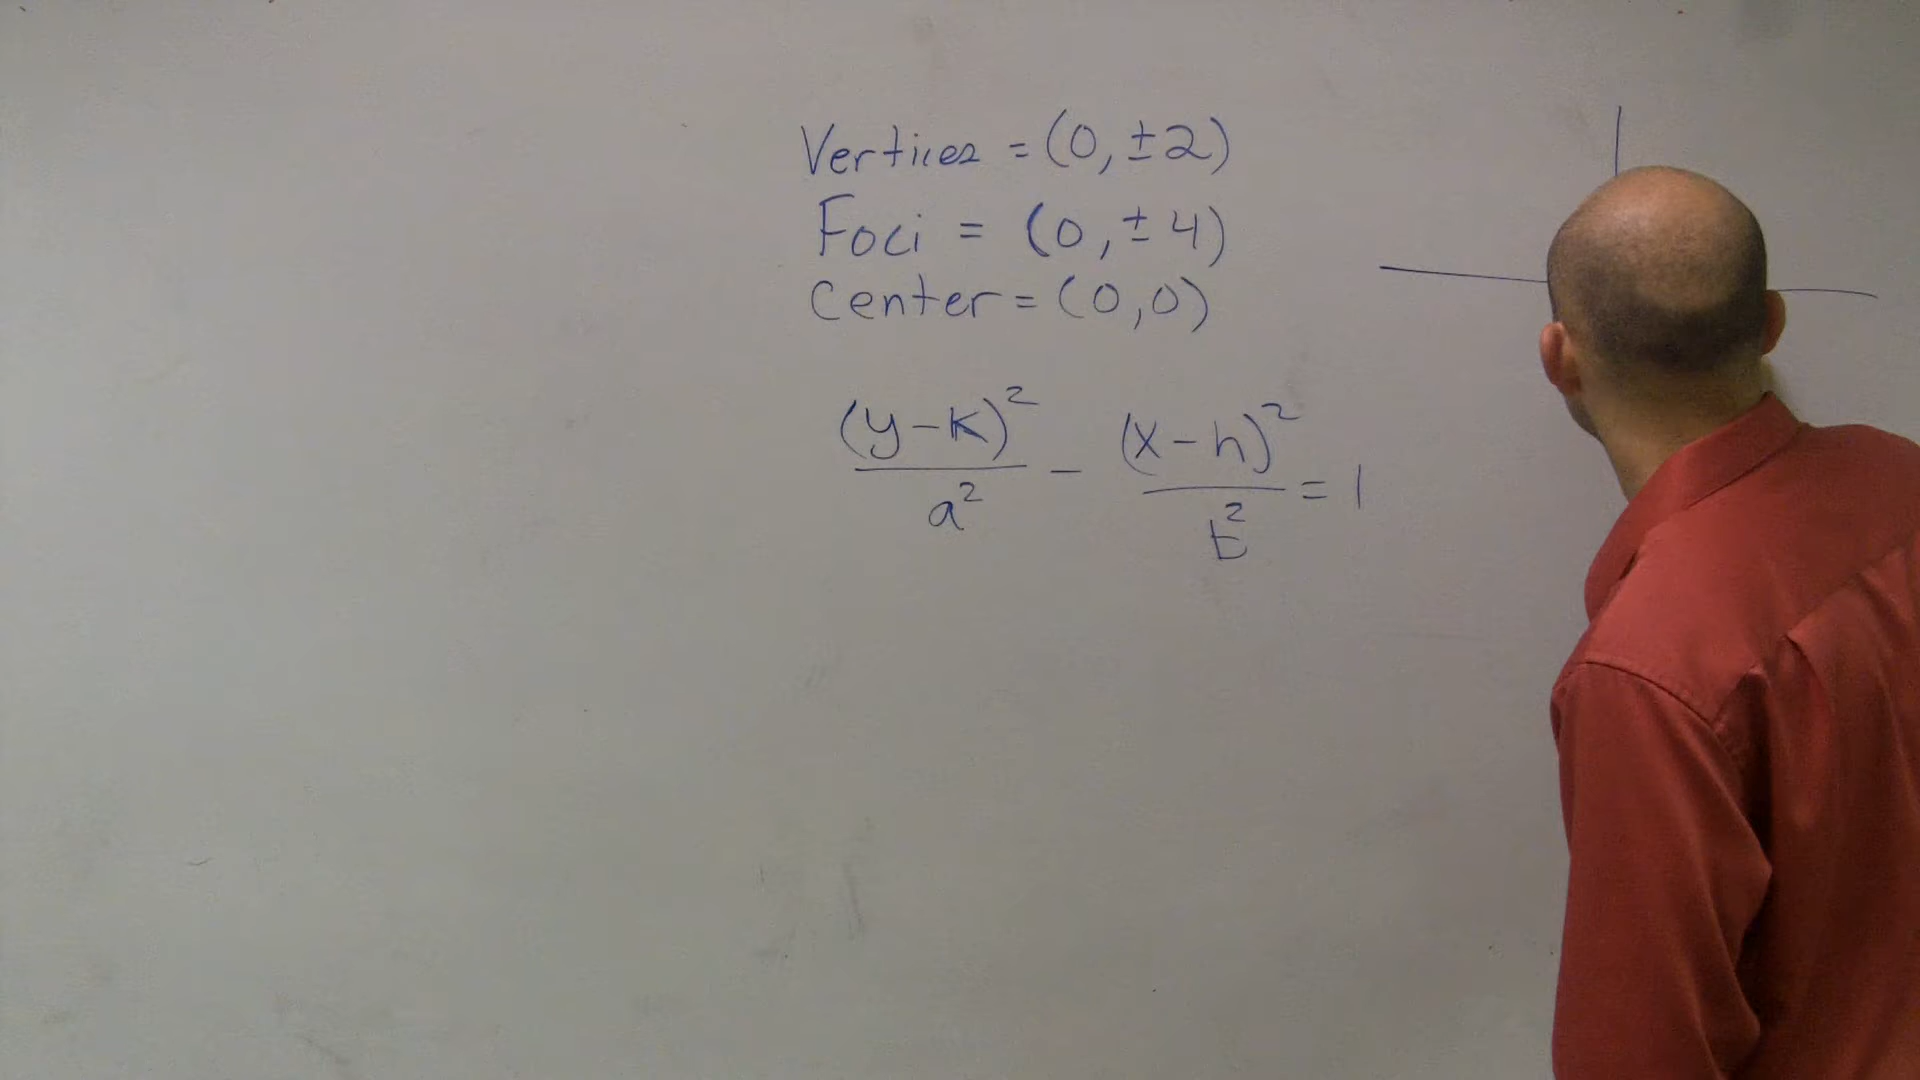 Vertices = (0, ±2)
Foci = (0, ±4)
Center = (0,0)
(y-k)²/a² - (x-h)²/b² = 1